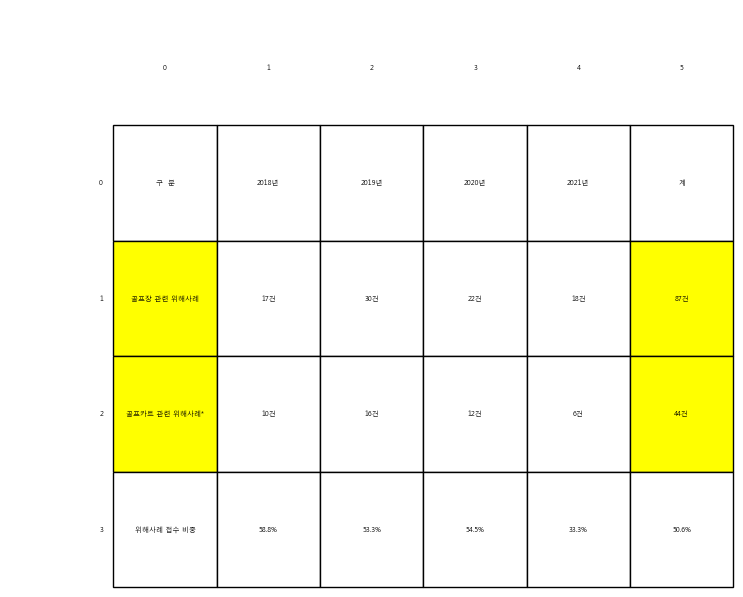 0 1 2 3 4 5
0 구 분 2018년 2019년 2020년 2021년 계
1 골프장 관련 위해사례 17건 30건 22건 18건 87건
2 골프카트 관련 위해사례* 10건 16건 12건 6건 44건
3 위해사례 접수 비중 58.8% 53.3% 54.5% 33.3% 50.6%